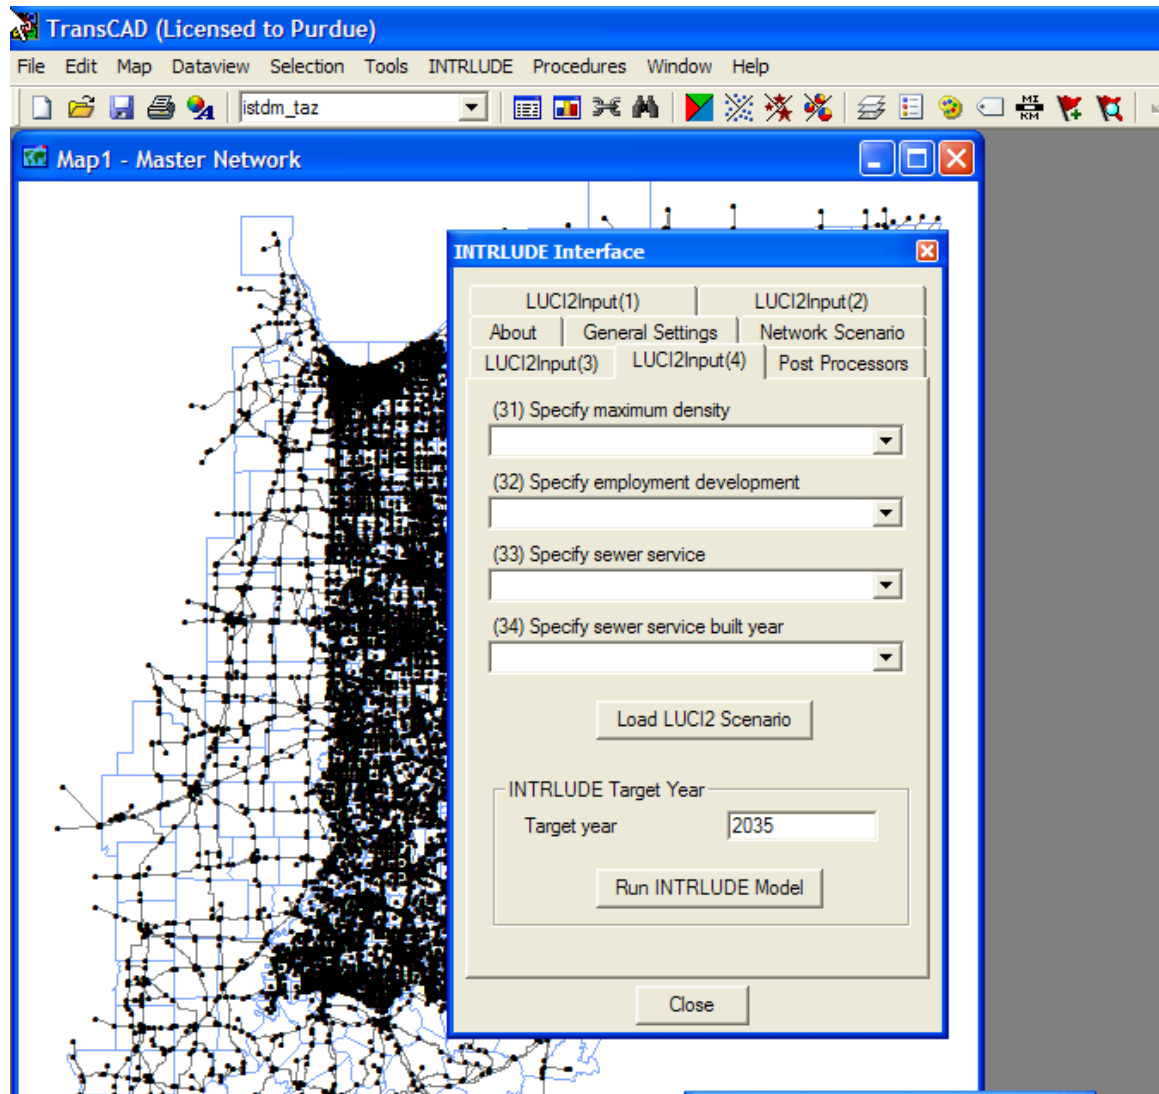 TransCAD (Licensed to Purdue)
File Edit Map Dataview Selection Tools INTRLUDE Procedures Window Help
istdm_taz
MI
KM
Map1 - Master Network
INTRLUDE Interface
LUCI2Input(1) LUCI2Input(2)
About General Settings Network Scenario
LUCI2Input(3) LUCI2Input(4) Post Processors
(31) Specify maximum density
(32) Specify employment development
(33) Specify sewer service
(34) Specify sewer service built year
Load LUCI2 Scenario
INTRLUDE Target Year
Target year 2035
Run INTRLUDE Model
Close